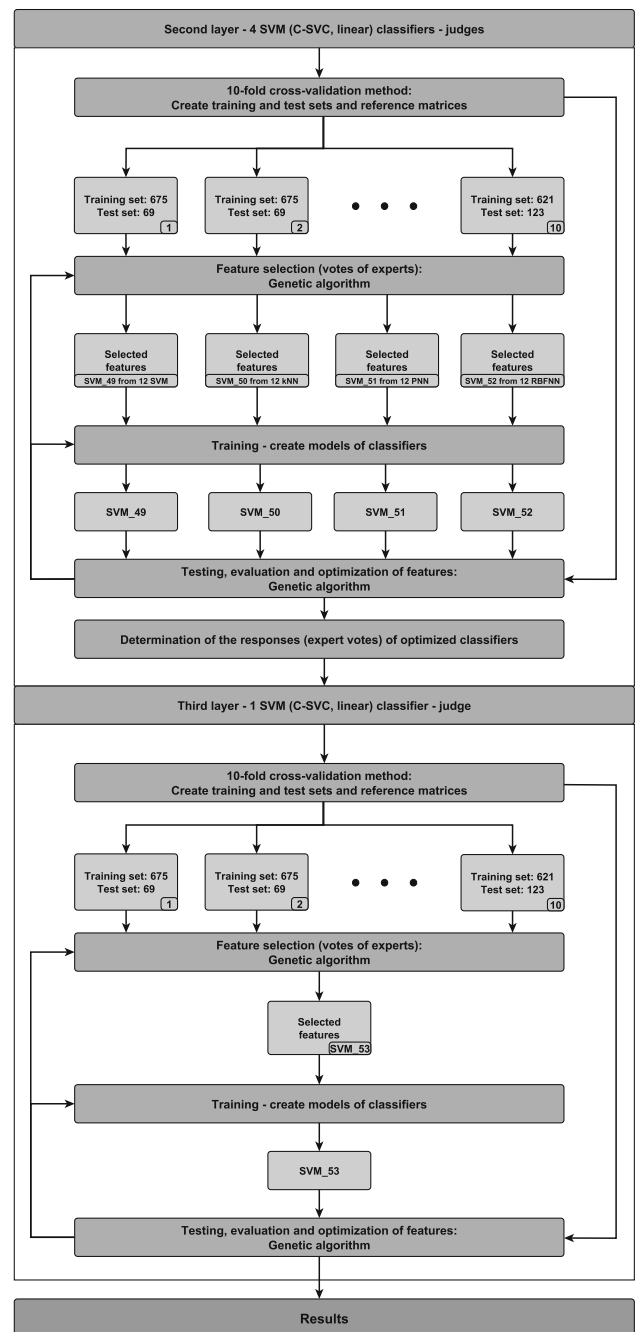 Second layer - 4 SVM (C-SVC, linear) classifiers - judges
10-fold cross-validation method:
Create training and test sets and reference matrices
Training set: 675
Test set: 69
1
Training set: 675
Test set: 69
2
Training set: 621
Test set: 123
10
Feature selection (votes of experts):
Genetic algorithm
Selected
features
SVM_49 from 12 SVM
Selected
features
SVM_50 from 12 kNN
Selected
features
SVM_51 from 12 PNN
Selected
features
SVM_52 from 12 RBFNN
Training - create models of classifiers
SVM_49
SVM_50
SVM_51
SVM_52
Testing, evaluation and optimization of features:
Genetic algorithm
Determination of the responses (expert votes) of optimized classifiers
Third layer - 1 SVM (C-SVC, linear) classifier - judge
10-fold cross-validation method:
Create training and test sets and reference matrices
Training set: 675
Test set: 69
1
Training set: 675
Test set: 69
2
Training set: 621
Test set: 123
10
Feature selection (votes of experts):
Genetic algorithm
Selected
features
SVM_53
Training - create models of classifiers
SVM_53
Testing, evaluation and optimization of features:
Genetic algorithm
Results